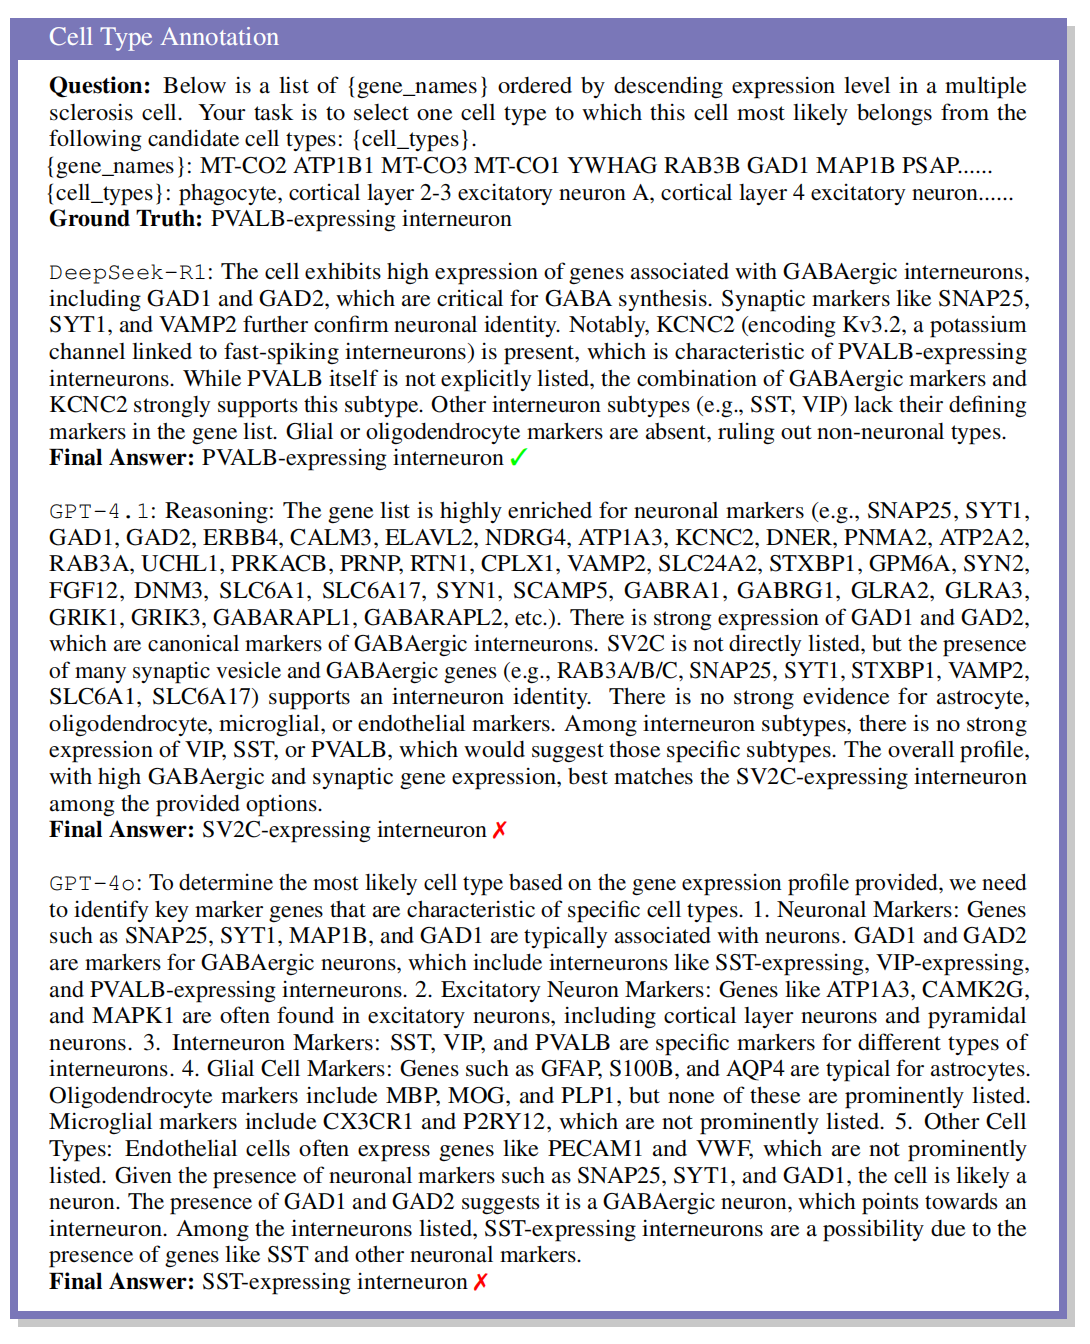 Cell Type Annotation
Question: Below is a list of {gene_names} ordered by descending expression level in a multiple
sclerosis cell. Your task is to select one cell type to which this cell most likely belongs from the
following candidate cell types: {cell_types}.
{gene_names}: MT-CO2 ATP1B1 MT-CO3 MT-CO1 YWHAG RAB3B GAD1 MAP1B PSAP......
{cell_types}: phagocyte, cortical layer 2-3 excitatory neuron A, cortical layer 4 excitatory neuron......
Ground Truth: PVALB-expressing interneuron
DeepSeek-R1: The cell exhibits high expression of genes associated with GABAergic interneurons,
including GAD1 and GAD2, which are critical for GABA synthesis. Synaptic markers like SNAP25,
SYT1, and VAMP2 further confirm neuronal identity. Notably, KCNC2 (encoding Kv3.2, a potassium
channel linked to fast-spiking interneurons) is present, which is characteristic of PVALB-expressing
interneurons. While PVALB itself is not explicitly listed, the combination of GABAergic markers and
KCNC2 strongly supports this subtype. Other interneuron subtypes (e.g., SST, VIP) lack their defining
markers in the gene list. Glial or oligodendrocyte markers are absent, ruling out non-neuronal types.
Final Answer: PVALB-expressing interneuron ✓
GPT-4.1: Reasoning: The gene list is highly enriched for neuronal markers (e.g., SNAP25, SYT1,
GAD1, GAD2, ERBB4, CALM3, ELAVL2, NDRG4, ATP1A3, KCNC2, DNER, PNMA2, ATP2A2,
RAB3A, UCHL1, PRKACB, PRNP, RTN1, CPLX1, VAMP2, SLC24A2, STXBP1, GPM6A, SYN2,
FGF12, DNM3, SLC6A1, SLC6A17, SYN1, SCAMP5, GABRA1, GABRG1, GLRA2, GLRA3,
GRIK1, GRIK3, GABARAPL1, GABARAPL2, etc.). There is strong expression of GAD1 and GAD2,
which are canonical markers of GABAergic interneurons. SV2C is not directly listed, but the presence
of many synaptic vesicle and GABAergic genes (e.g., RAB3A/B/C, SNAP25, SYT1, STXBP1, VAMP2,
SLC6A1, SLC6A17) supports an interneuron identity. There is no strong evidence for astrocyte,
oligodendrocyte, microglial, or endothelial markers. Among interneuron subtypes, there is no strong
expression of VIP, SST, or PVALB, which would suggest those specific subtypes. The overall profile,
with high GABAergic and synaptic gene expression, best matches the SV2C-expressing interneuron
among the provided options.
Final Answer: SV2C-expressing interneuron ✗
GPT-4o: To determine the most likely cell type based on the gene expression profile provided, we need
to identify key marker genes that are characteristic of specific cell types. 1. Neuronal Markers: Genes
such as SNAP25, SYT1, MAP1B, and GAD1 are typically associated with neurons. GAD1 and GAD2
are markers for GABAergic neurons, which include interneurons like SST-expressing, VIP-expressing,
and PVALB-expressing interneurons. 2. Excitatory Neuron Markers: Genes like ATP1A3, CAMK2G,
and MAPK1 are often found in excitatory neurons, including cortical layer neurons and pyramidal
neurons. 3. Interneuron Markers: SST, VIP, and PVALB are specific markers for different types of
interneurons. 4. Glial Cell Markers: Genes such as GFAP, S100B, and AQP4 are typical for astrocytes.
Oligodendrocyte markers include MBP, MOG, and PLP1, but none of these are prominently listed.
Microglial markers include CX3CR1 and P2RY12, which are not prominently listed. 5. Other Cell
Types: Endothelial cells often express genes like PECAM1 and VWF, which are not prominently
listed. Given the presence of neuronal markers such as SNAP25, SYT1, and GAD1, the cell is likely a
neuron. The presence of GAD1 and GAD2 suggests it is a GABAergic neuron, which points towards an
interneuron. Among the interneurons listed, SST-expressing interneurons are a possibility due to the
presence of genes like SST and other neuronal markers.
Final Answer: SST-expressing interneuron ✗